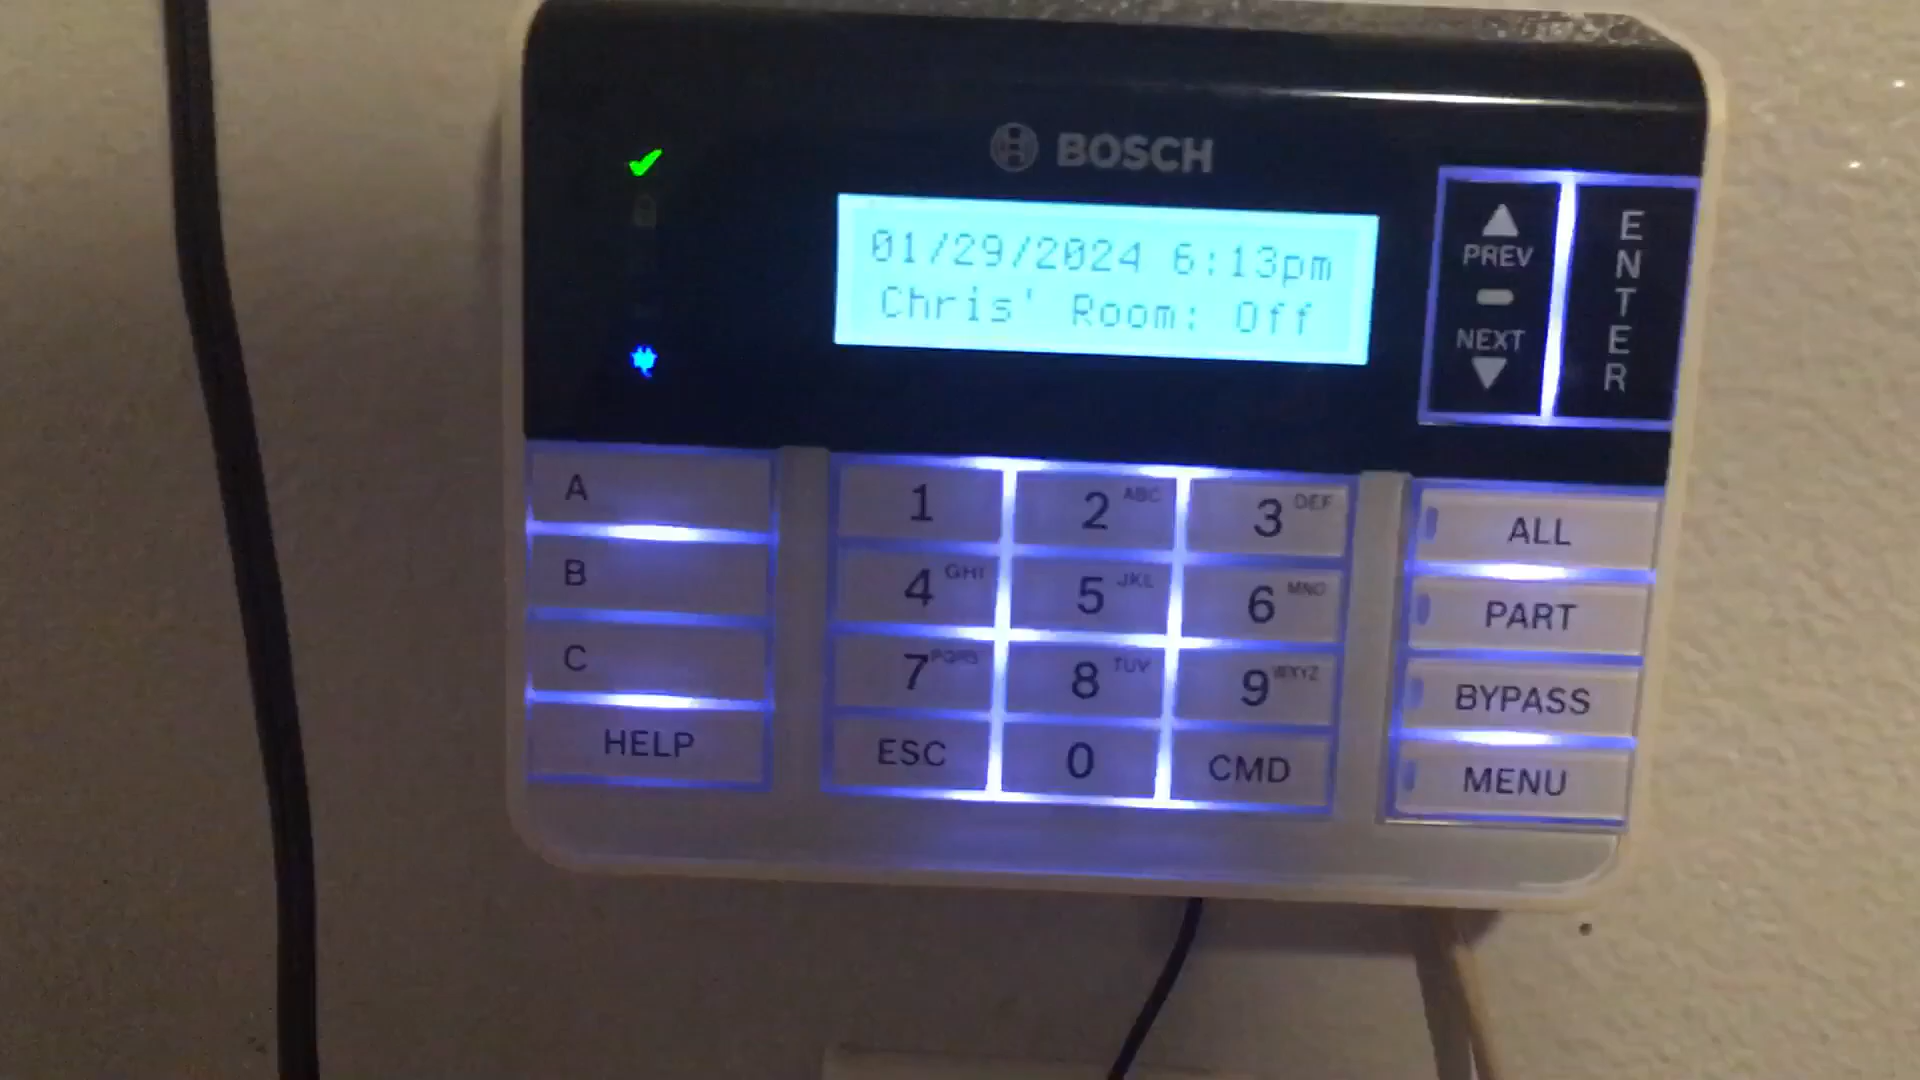 BOSCH
01/29/2024 6:13pm
Chris' Room: Off
PREV
NEXT
ENTER
A
B
C
HELP
1
2 ABC
3 DEF
4 GHI
5 JKL
6 MNO
7 PQRS
8 TUV
9 WXYZ
ESC
0
CMD
ALL
PART
BYPASS
MENU